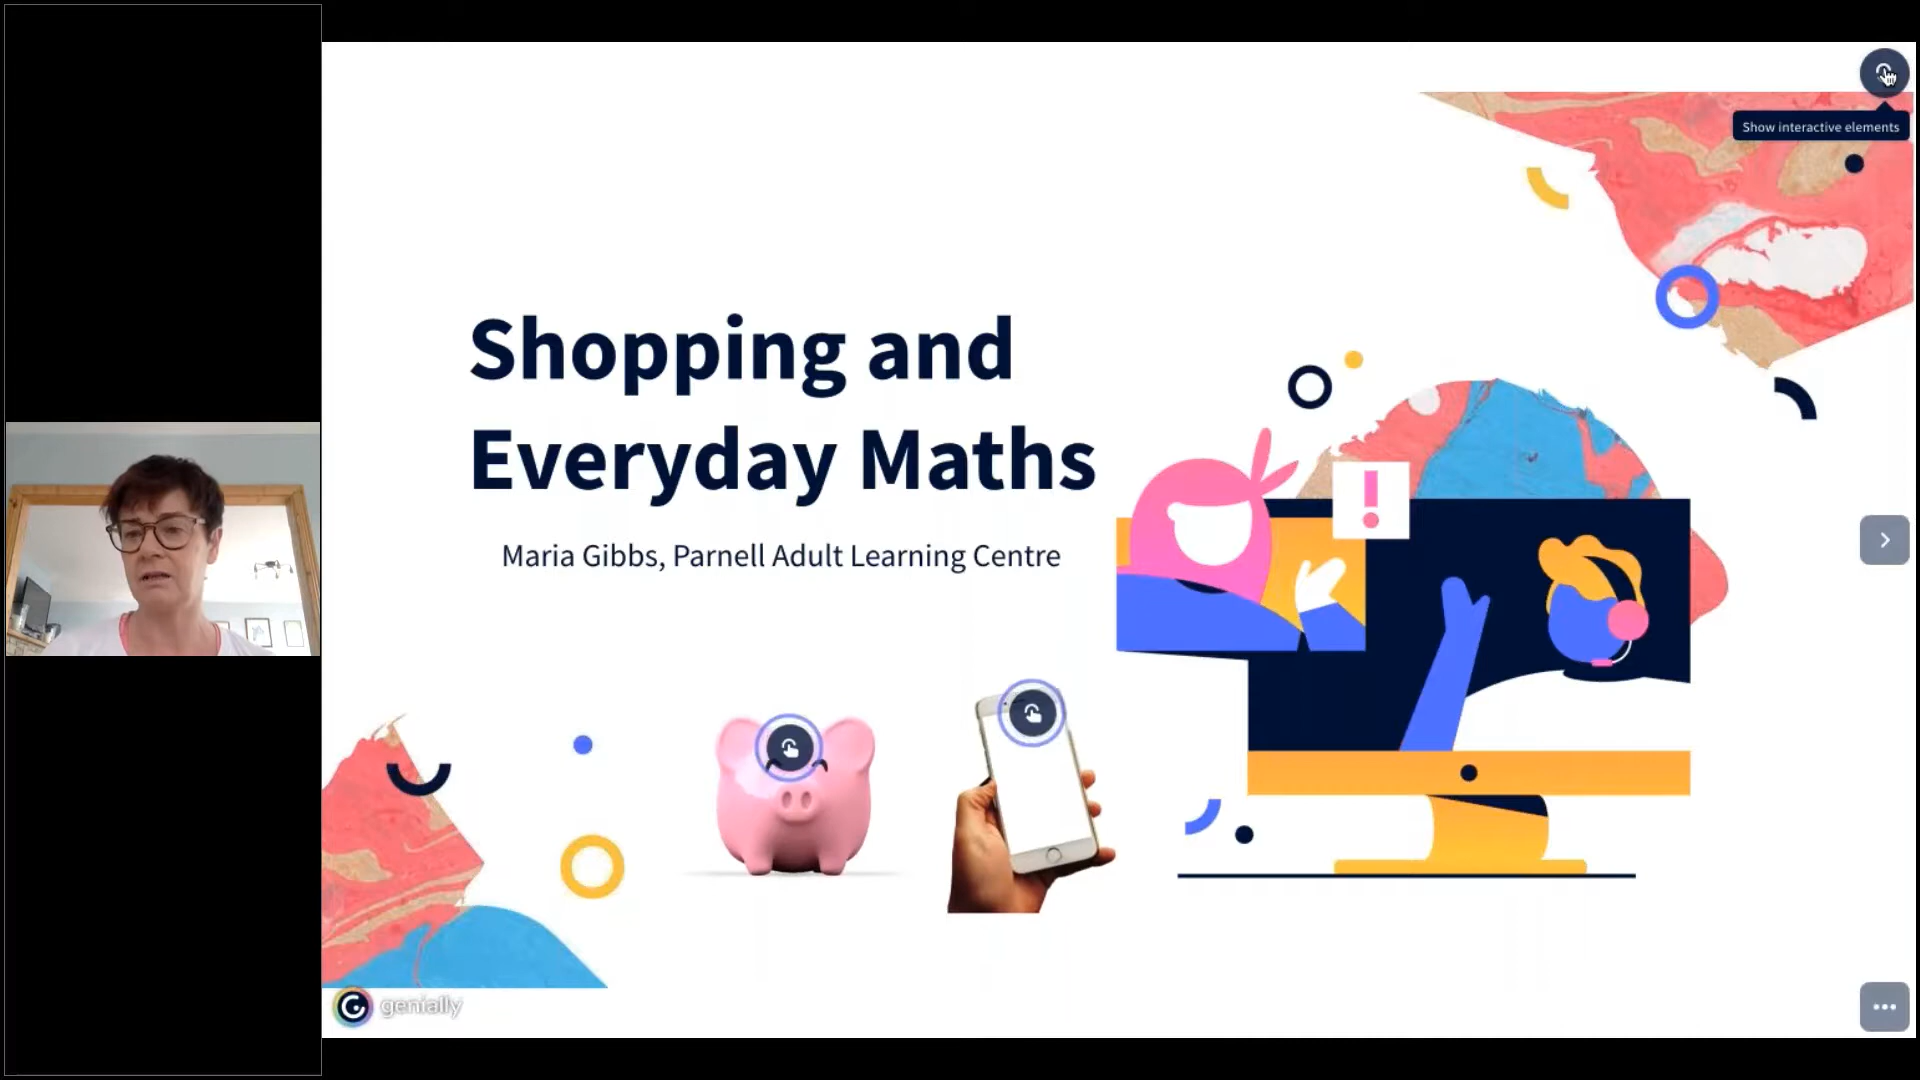 Show interactive elements
Shopping and
Everyday Maths
Maria Gibbs, Parnell Adult Learning Centre
!
genially